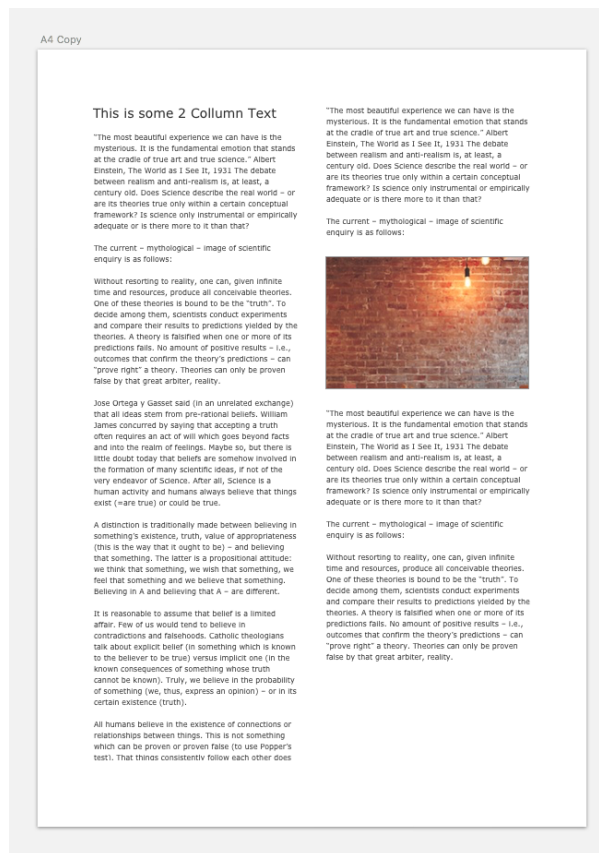 A4 Copy
This is some 2 Collumn Text
"The most beautiful experience we can have is the
mysterious. It is the fundamental emotion that stands
at the cradle of true art and true science." Albert
Einstein, The World as I See It, 1931 The debate
between realism and anti-realism is, at least, a
century old. Does Science describe the real world – or
are its theories true only within a certain conceptual
framework? Is science only instrumental or empirically
adequate or is there more to it than that?
The current – mythological – image of scientific
enquiry is as follows:
Without resorting to reality, one can, given infinite
time and resources, produce all conceivable theories.
One of these theories is bound to be the "truth". To
decide among them, scientists conduct experiments
and compare their results to predictions yielded by the
theories. A theory is falsified when one or more of its
predictions fails. No amount of positive results – i.e.,
outcomes that confirm the theory's predictions – can
"prove right" a theory. Theories can only be proven
false by that great arbiter, reality.
Jose Ortega y Gasset said (in an unrelated exchange)
that all ideas stem from pre-rational beliefs. William
James concurred by saying that accepting a truth
often requires an act of will which goes beyond facts
and into the realm of feelings. Maybe so, but there is
little doubt today that beliefs are somehow involved in
the formation of many scientific ideas, if not of the
very endeavor of Science. After all, Science is a
human activity and humans always believe that things
exist (=are true) or could be true.
A distinction is traditionally made between believing in
something's existence, truth, value of appropriateness
(this is the way that it ought to be) – and believing
that something. The latter is a propositional attitude:
we think that something, we wish that something, we
feel that something and we believe that something.
Believing in A and believing that A – are different.
It is reasonable to assume that belief is a limited
affair. Few of us would tend to believe in
contradictions and falsehoods. Catholic theologians
talk about explicit belief (in something which is known
to the believer to be true) versus implicit one (in the
known consequences of something whose truth
cannot be known). Truly, we believe in the probability
of something (we, thus, express an opinion) – or in its
certain existence (truth).
All humans believe in the existence of connections or
relationships between things. This is not something
which can be proven or proven false (to use Popper's
test). That things consistently follow each other does
"The most beautiful experience we can have is the
mysterious. It is the fundamental emotion that stands
at the cradle of true art and true science." Albert
Einstein, The World as I See It, 1931 The debate
between realism and anti-realism is, at least, a
century old. Does Science describe the real world – or
are its theories true only within a certain conceptual
framework? Is science only instrumental or empirically
adequate or is there more to it than that?
The current – mythological – image of scientific
enquiry is as follows:
"The most beautiful experience we can have is the
mysterious. It is the fundamental emotion that stands
at the cradle of true art and true science." Albert
Einstein, The World as I See It, 1931 The debate
between realism and anti-realism is, at least, a
century old. Does Science describe the real world – or
are its theories true only within a certain conceptual
framework? Is science only instrumental or empirically
adequate or is there more to it than that?
The current – mythological – image of scientific
enquiry is as follows:
Without resorting to reality, one can, given infinite
time and resources, produce all conceivable theories.
One of these theories is bound to be the "truth". To
decide among them, scientists conduct experiments
and compare their results to predictions yielded by the
theories. A theory is falsified when one or more of its
predictions fails. No amount of positive results – i.e.,
outcomes that confirm the theory's predictions – can
"prove right" a theory. Theories can only be proven
false by that great arbiter, reality.